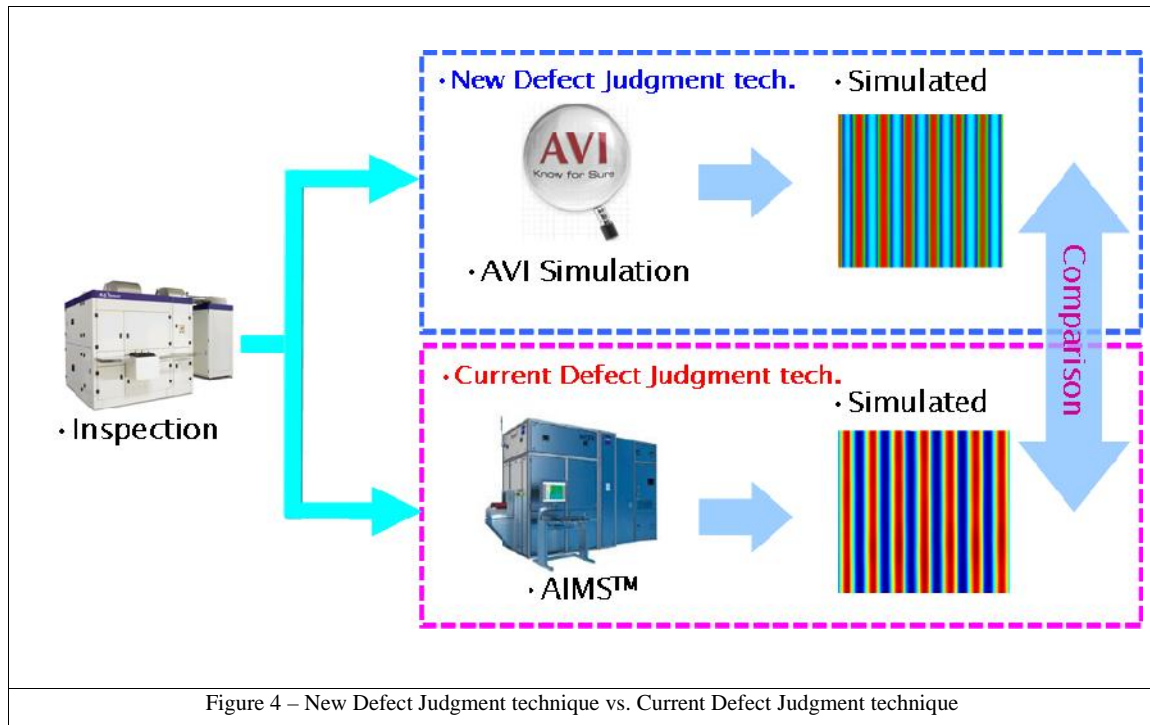 · New Defect Judgment tech.
· Simulated
AVI
Know for Sure
· AVI Simulation
· Inspection
Comparison
· Current Defect Judgment tech.
· Simulated
· AIMS™
Figure 4 – New Defect Judgment technique vs. Current Defect Judgment technique